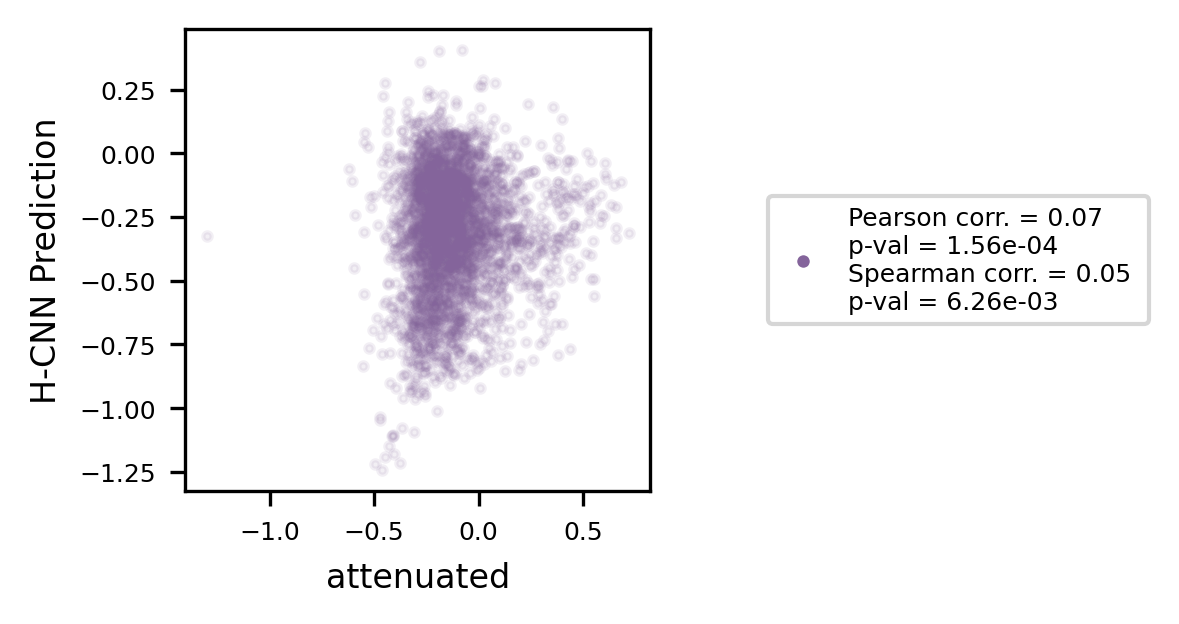 H-CNN Prediction
0.25
0.00
−0.25
−0.50
−0.75
−1.00
−1.25
−1.0
−0.5
0.0
0.5
attenuated
Pearson corr. = 0.07
p-val = 1.56e-04
Spearman corr. = 0.05
p-val = 6.26e-03